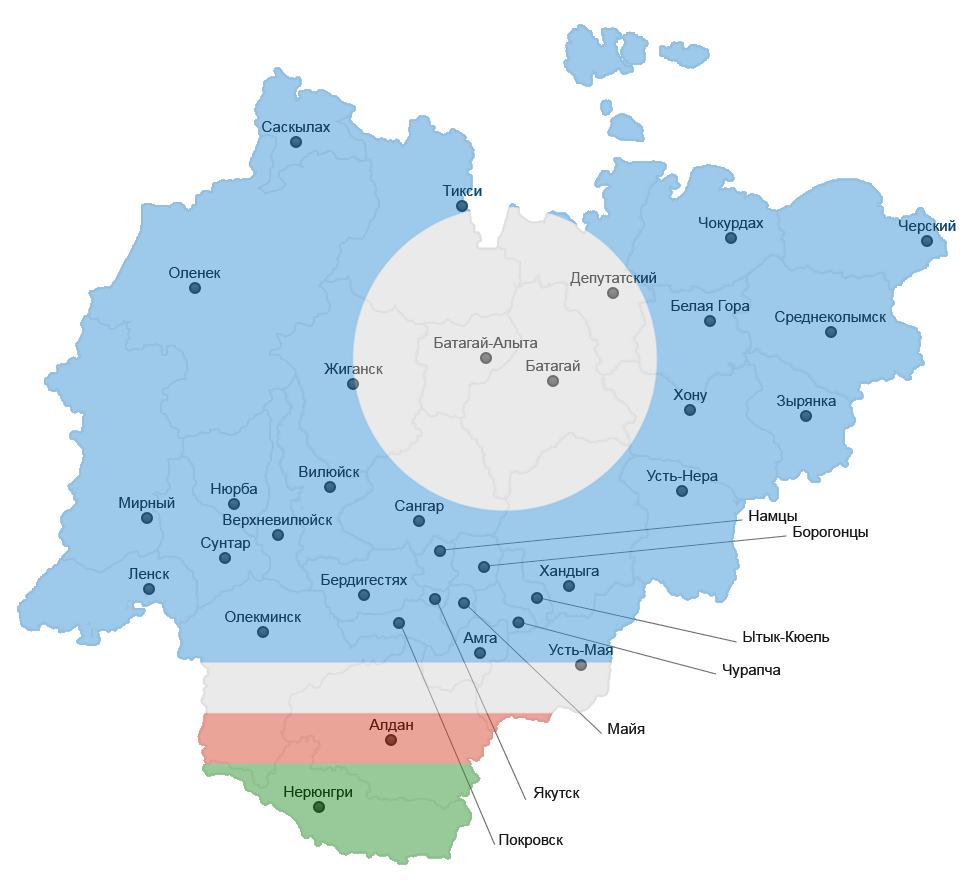 Саскылах
Тикси
Чокурдах
Черский
Оленек
Депутатский
Белая Гора
Среднеколымск
Батагай-Алыта
Батагай
Жиганск
Хону
Зырянка
Вилюйск
Усть-Нера
Нюрба
Мирный
Сангар
Верхневилюйск
Намцы
Борогонцы
Сунтар
Ленск
Бердигестях
Хандыга
Олекминск
Амга
Ытык-Кюель
Усть-Мая
Чурапча
Алдан
Майя
Нерюнгри
Якутск
Покровск